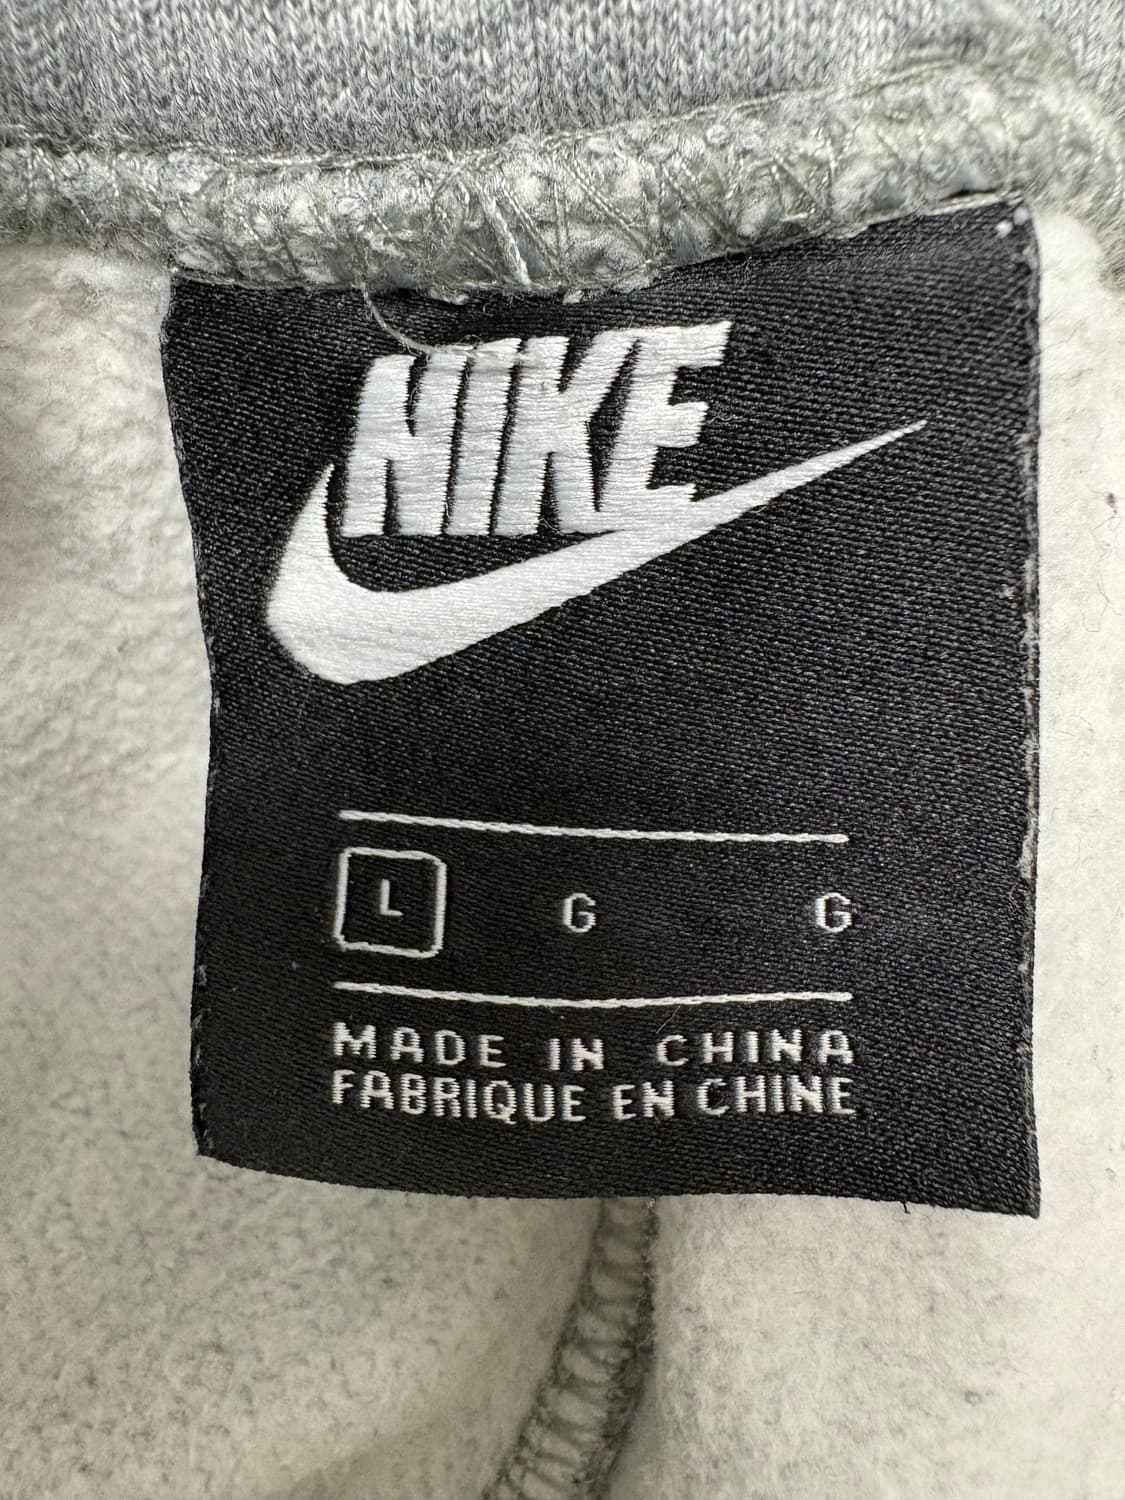 NIKE
L G G
MADE IN CHINA
FABRIQUE EN CHINE